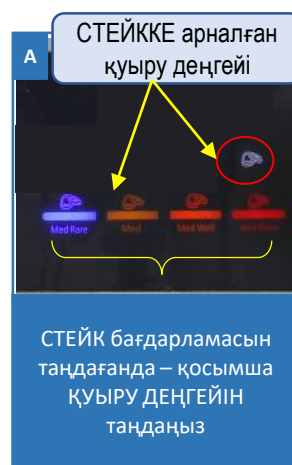 А
СТЕЙККЕ арналған
қуыру деңгейі
Med Rare Med Med Well
СТЕЙК бағдарламасын
таңдағанда – қосымша
ҚУЫРУ ДЕҢГЕЙІН
таңдаңыз